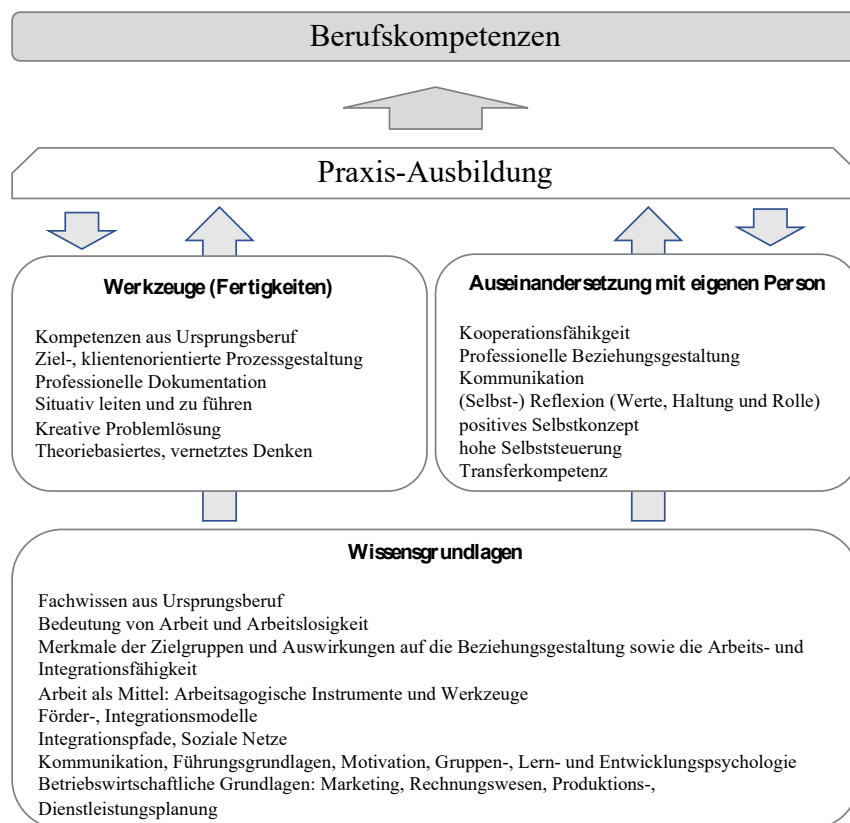 Berufskompetenzen
Praxis-Ausbildung
Werkzeuge (Fertigkeiten)
Kompetenzen aus Ursprungsberuf
Ziel-, klientenorientierte Prozessgestaltung
Professionelle Dokumentation
Situativ leiten und zu führen
Kreative Problemlösung
Theoriebasiertes, vernetztes Denken
Auseinandersetzung mit eigenen Person
Kooperationsfähikgeit
Professionelle Beziehungsgestaltung
Kommunikation
(Selbst-) Reflexion (Werte, Haltung und Rolle)
positives Selbstkonzept
hohe Selbststeuerung
Transferkompetenz
Wissensgrundlagen
Fachwissen aus Ursprungsberuf
Bedeutung von Arbeit und Arbeitslosigkeit
Merkmale der Zielgruppen und Auswirkungen auf die Beziehungsgestaltung sowie die Arbeits- und
Integrationsfähigkeit
Arbeit als Mittel: Arbeitsagogische Instrumente und Werkzeuge
Förder-, Integrationsmodelle
Integrationspfade, Soziale Netze
Kommunikation, Führungsgrundlagen, Motivation, Gruppen-, Lern- und Entwicklungspsychologie
Betriebswirtschaftliche Grundlagen: Marketing, Rechnungswesen, Produktions-,
Dienstleistungsplanung